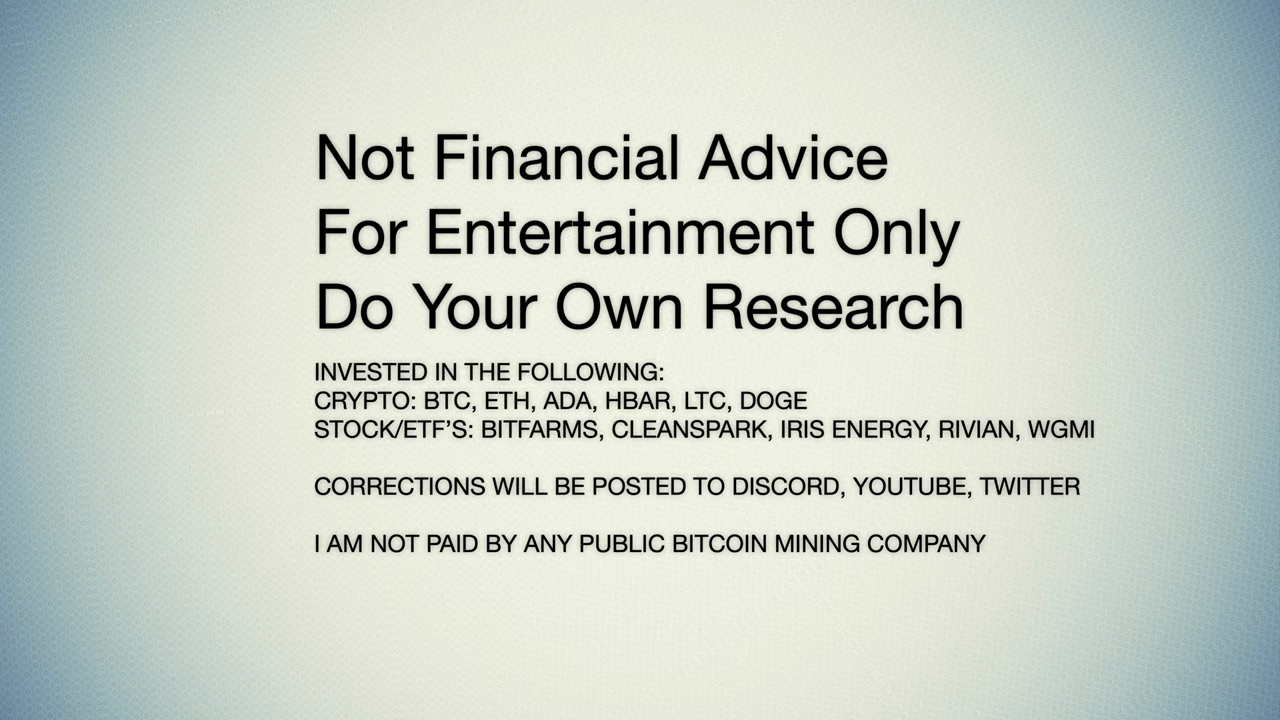 Not Financial Advice
For Entertainment Only
Do Your Own Research
INVESTED IN THE FOLLOWING:
CRYPTO: BTC, ETH, ADA, HBAR, LTC, DOGE
STOCK/ETF’S: BITFARMS, CLEANSPARK, IRIS ENERGY, RIVIAN, WGMI
CORRECTIONS WILL BE POSTED TO DISCORD, YOUTUBE, TWITTER
I AM NOT PAID BY ANY PUBLIC BITCOIN MINING COMPANY